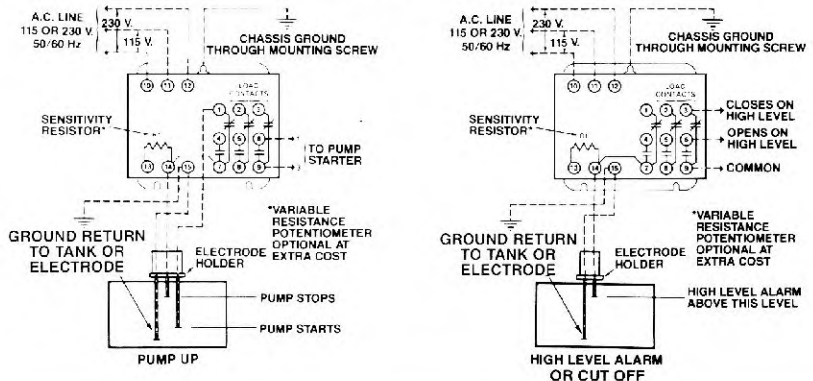 A.C. LINE
115 OR 230 V.
50/60 Hz
230 V.
115 V.
CHASSIS GROUND
THROUGH MOUNTING SCREW
10 11 12
LOAD
CONTACTS
1 2 3
SENSITIVITY
RESISTOR*
4 5 6
TO PUMP
STARTER
13 14 15
7 8 9
*VARIABLE
RESISTANCE
POTENTIOMETER
OPTIONAL AT
EXTRA COST
GROUND RETURN
TO TANK OR
ELECTRODE
ELECTRODE
HOLDER
PUMP STOPS
PUMP STARTS
PUMP UP
A.C. LINE
115 OR 230 V.
50/60 Hz
230 V.
115 V.
CHASSIS GROUND
THROUGH MOUNTING SCREW
10 11 12
LOAD
CONTACTS
1 2 3
CLOSES ON
HIGH LEVEL
SENSITIVITY
RESISTOR*
4 5 6
OPENS ON
HIGH LEVEL
13 14 15
7 8 9
COMMON
*VARIABLE
RESISTANCE
POTENTIOMETER
OPTIONAL AT
EXTRA COST
GROUND RETURN
TO TANK OR
ELECTRODE
ELECTRODE
HOLDER
HIGH LEVEL ALARM
ABOVE THIS LEVEL
HIGH LEVEL ALARM
OR CUT OFF